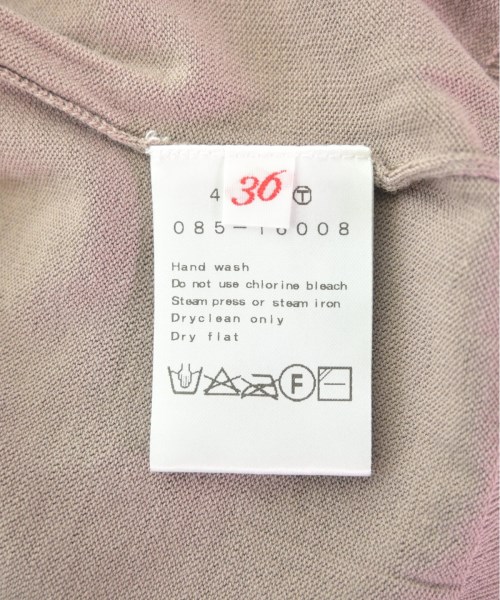 36
4 T
085-16008
Hand wash
Do not use chlorine bleach
Steam press or steam iron
Dryclean only
Dry flat
F